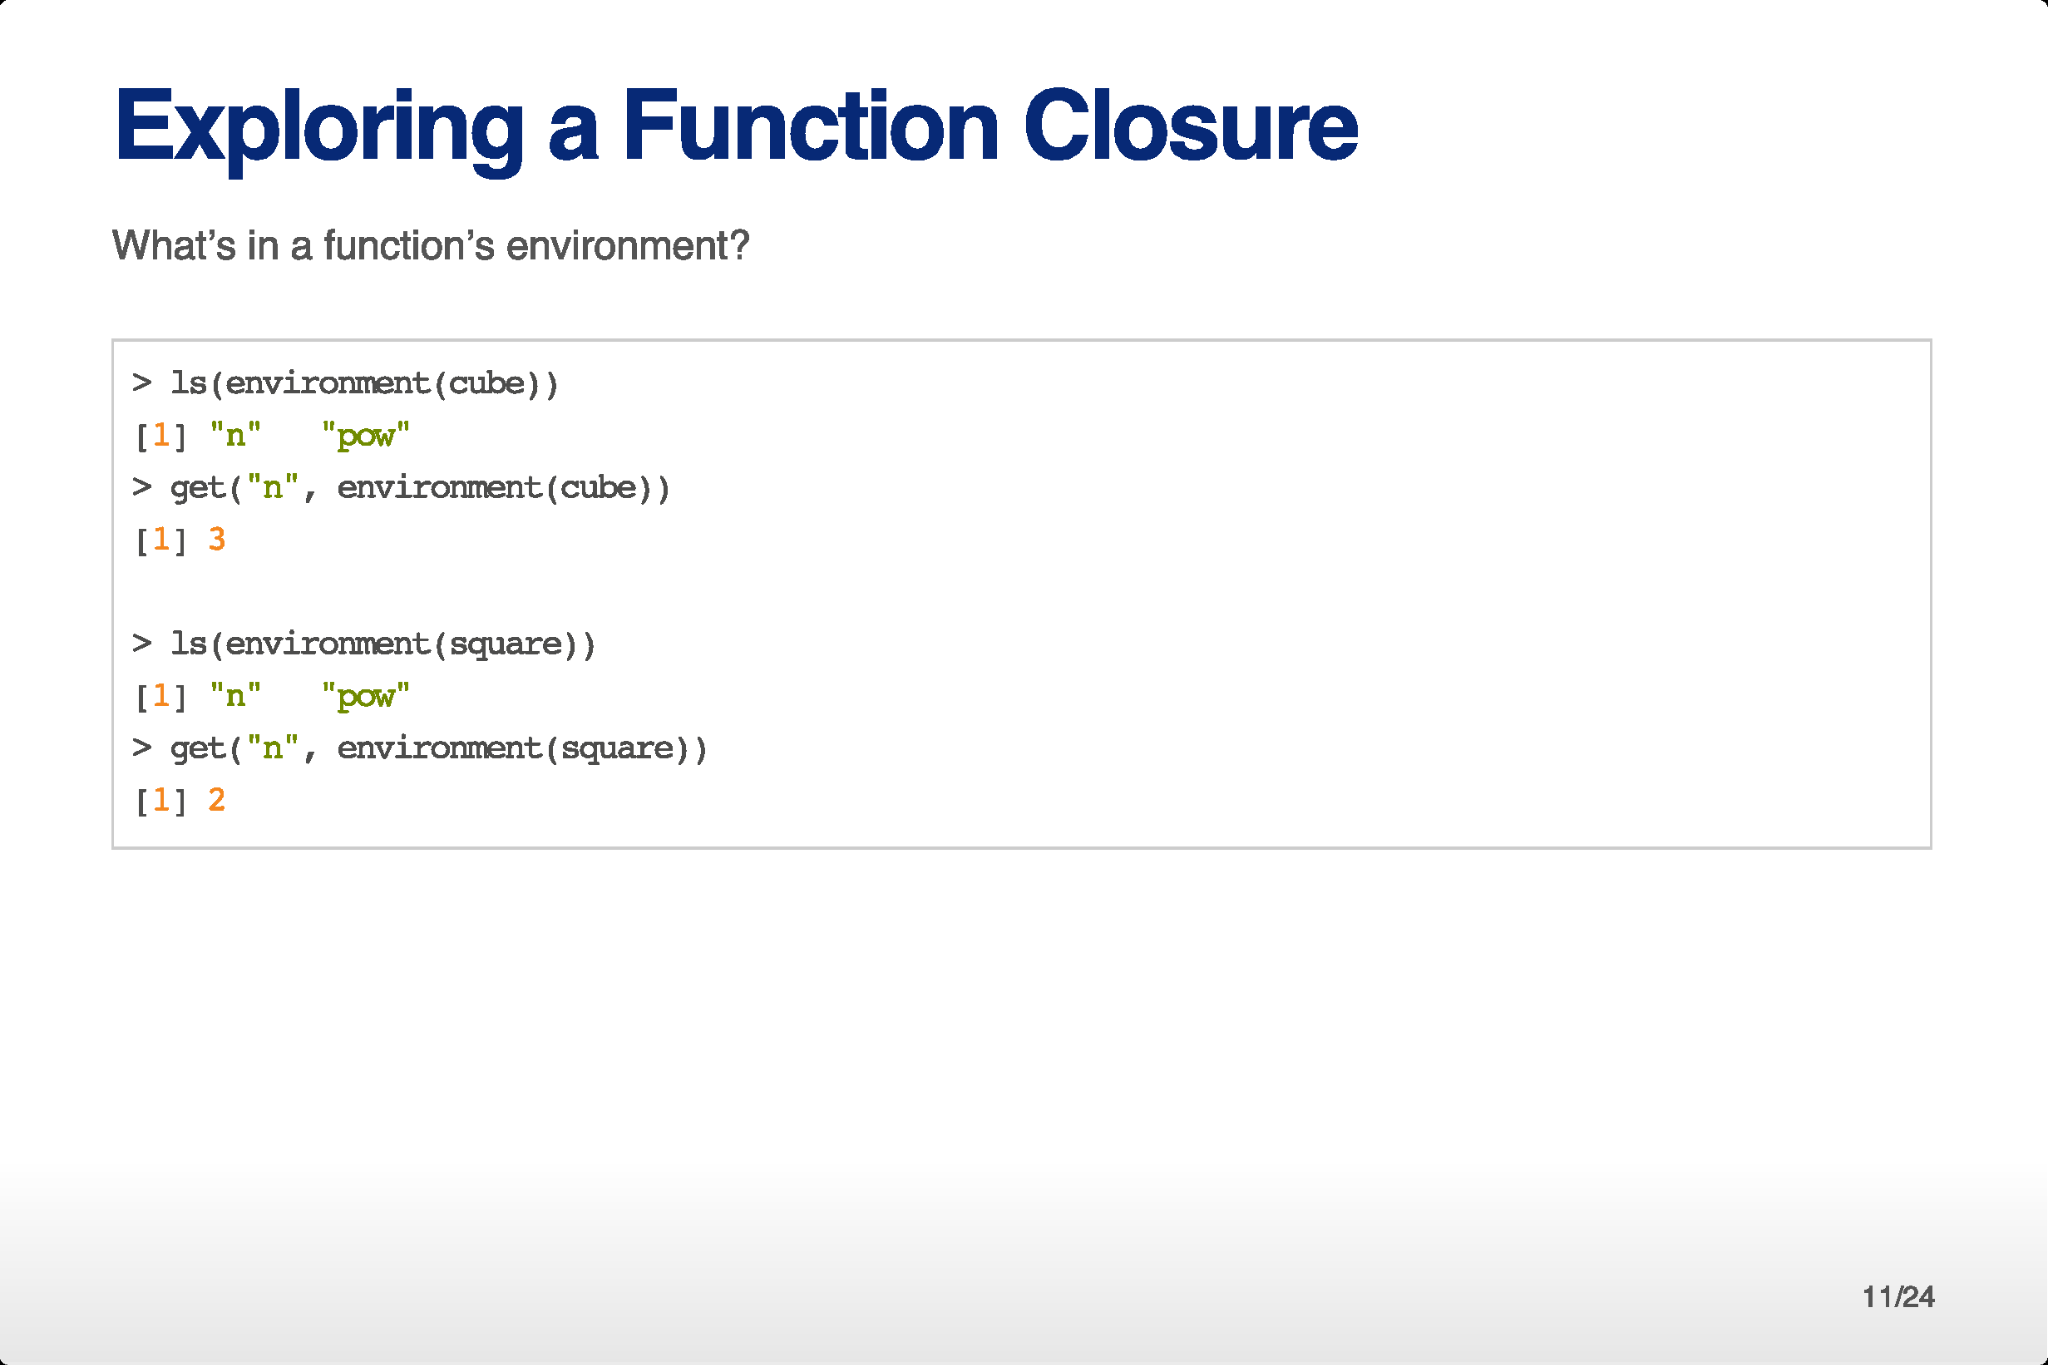 Exploring a Function Closure
What’s in a function’s environment?
> ls(environment(cube))
[1] "n"   "pow"
> get("n", environment(cube))
[1] 3
> ls(environment(square))
[1] "n"   "pow"
> get("n", environment(square))
[1] 2
11/24